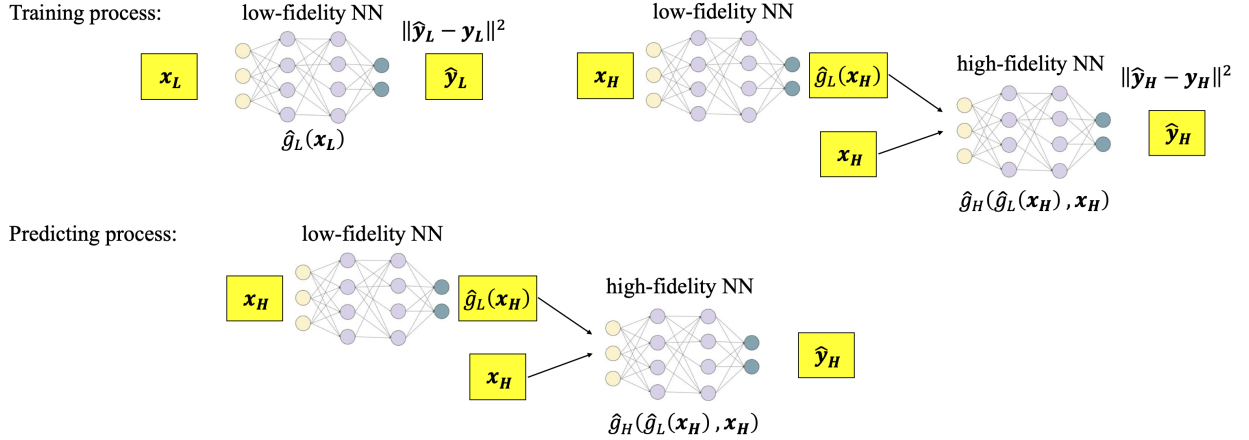 Training process:
low-fidelity NN
‖ŷ_L − y_L‖²
x_L
ŷ_L
ĝ_L(x_L)
low-fidelity NN
x_H
ĝ_L(x_H)
high-fidelity NN
‖ŷ_H − y_H‖²
x_H
ŷ_H
ĝ_H(ĝ_L(x_H) , x_H)
Predicting process:
low-fidelity NN
x_H
ĝ_L(x_H)
high-fidelity NN
x_H
ŷ_H
ĝ_H(ĝ_L(x_H) , x_H)